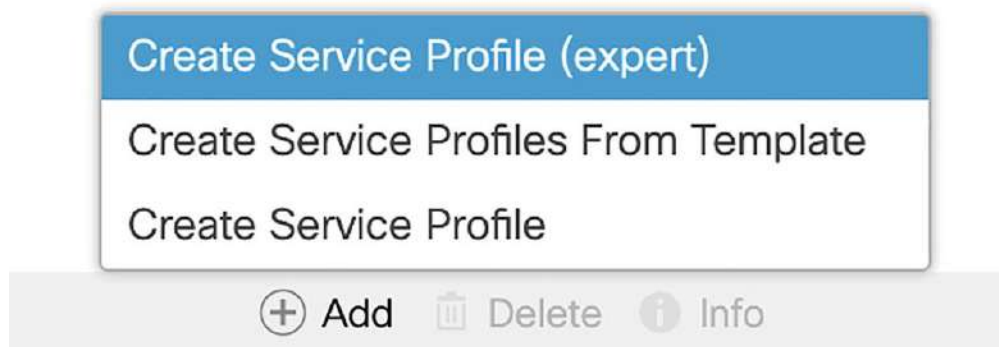 Create Service Profile (expert)
Create Service Profiles From Template
Create Service Profile
Add Delete Info